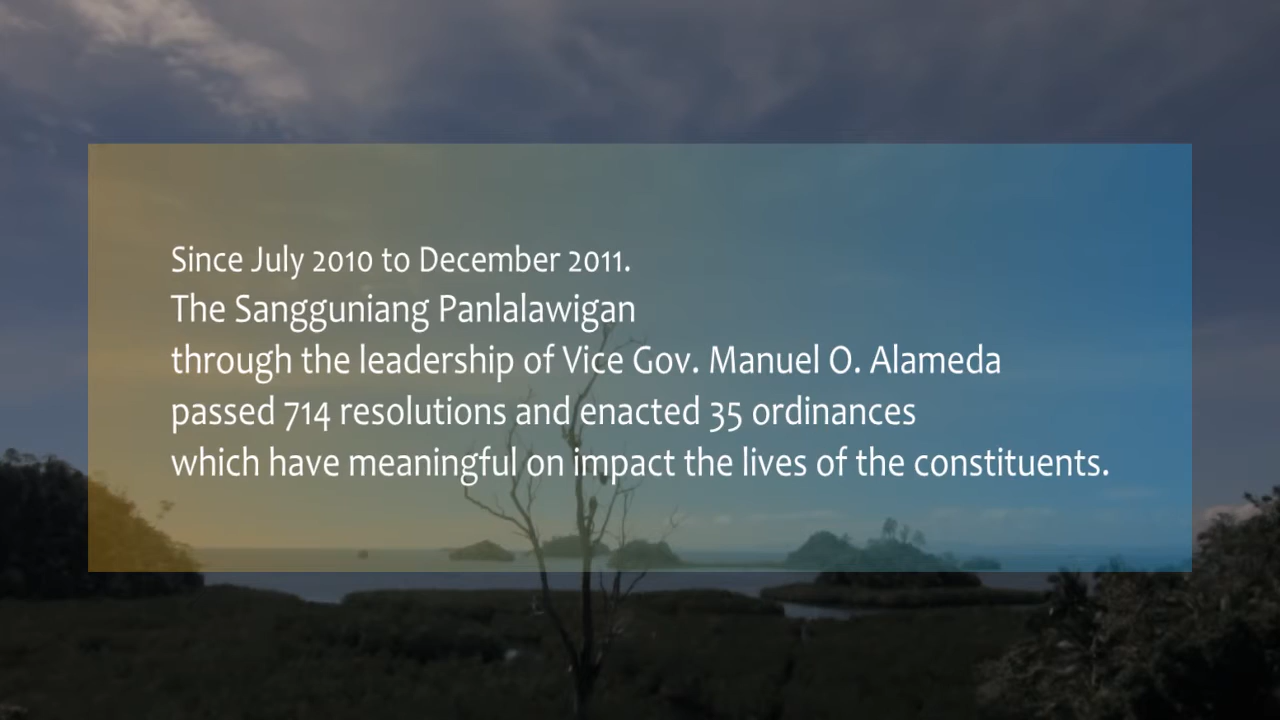 Since July 2010 to December 2011.
The Sangguniang Panlalawigan
through the leadership of Vice Gov. Manuel O. Alameda
passed 714 resolutions and enacted 35 ordinances
which have meaningful on impact the lives of the constituents.